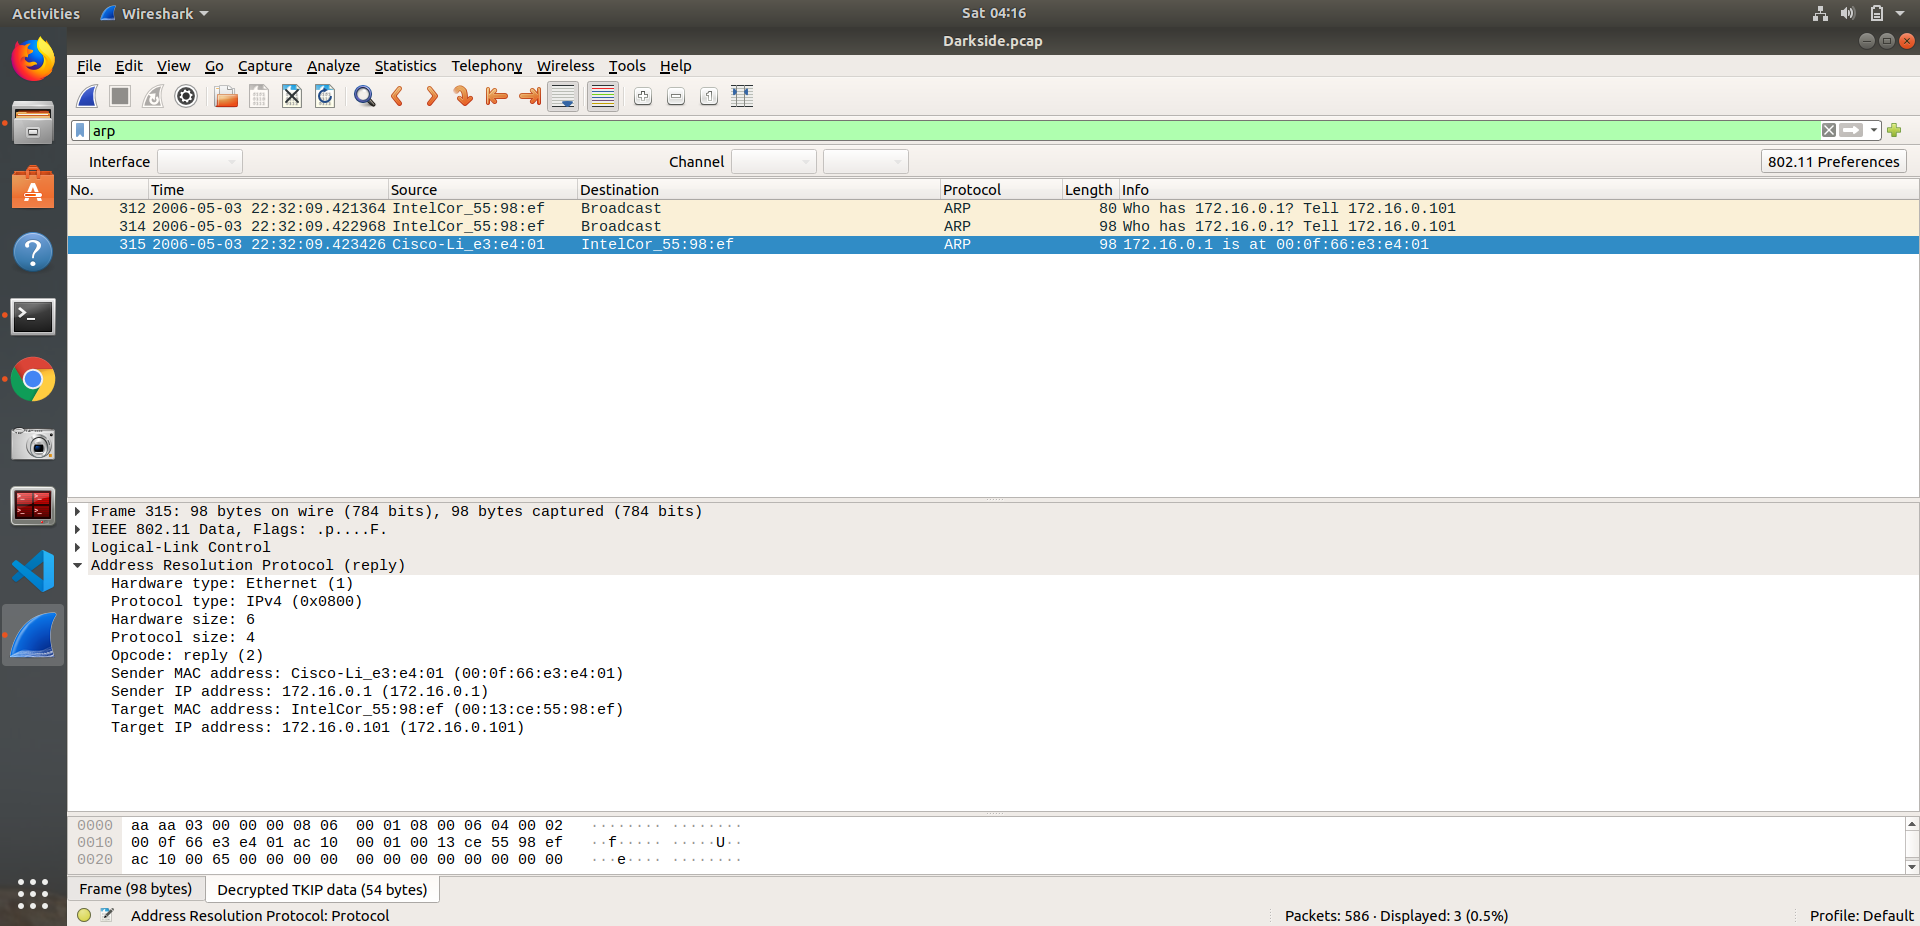 Activities Wireshark Sat 04:16
Darkside.pcap
File Edit View Go Capture Analyze Statistics Telephony Wireless Tools Help
arp
Interface Channel 802.11 Preferences
No. Time Source Destination Protocol Length Info
312 2006-05-03 22:32:09.421364 IntelCor_55:98:ef Broadcast ARP 80 Who has 172.16.0.1? Tell 172.16.0.101
314 2006-05-03 22:32:09.422968 IntelCor_55:98:ef Broadcast ARP 98 Who has 172.16.0.1? Tell 172.16.0.101
315 2006-05-03 22:32:09.423426 Cisco-Li_e3:e4:01 IntelCor_55:98:ef ARP 98 172.16.0.1 is at 00:0f:66:e3:e4:01
Frame 315: 98 bytes on wire (784 bits), 98 bytes captured (784 bits)
IEEE 802.11 Data, Flags: .p....F.
Logical-Link Control
Address Resolution Protocol (reply)
Hardware type: Ethernet (1)
Protocol type: IPv4 (0x0800)
Hardware size: 6
Protocol size: 4
Opcode: reply (2)
Sender MAC address: Cisco-Li_e3:e4:01 (00:0f:66:e3:e4:01)
Sender IP address: 172.16.0.1 (172.16.0.1)
Target MAC address: IntelCor_55:98:ef (00:13:ce:55:98:ef)
Target IP address: 172.16.0.101 (172.16.0.101)
0000 aa aa 03 00 00 00 08 06 00 01 08 00 06 04 00 02 ········ ········
0010 00 0f 66 e3 e4 01 ac 10 00 01 00 13 ce 55 98 ef ··f····· ·····U··
0020 ac 10 00 65 00 00 00 00 00 00 00 00 00 00 00 00 ···e···· ········
Frame (98 bytes) Decrypted TKIP data (54 bytes)
Address Resolution Protocol: Protocol Packets: 586 · Displayed: 3 (0.5%) Profile: Default